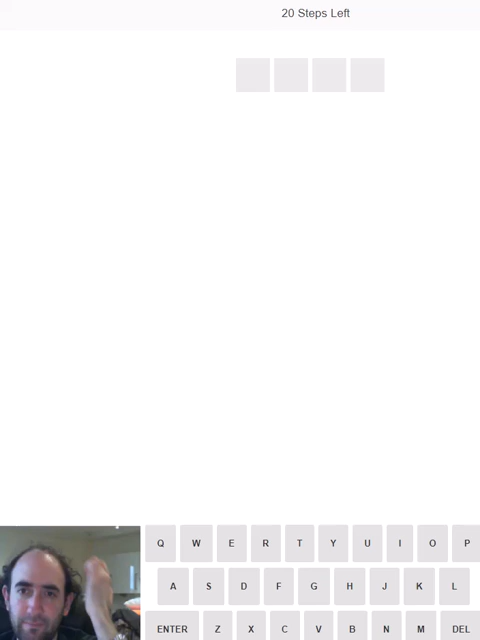 20 Steps Left
Q W E R T Y U I O P
A S D F G H J K L
ENTER Z X C V B N M DEL